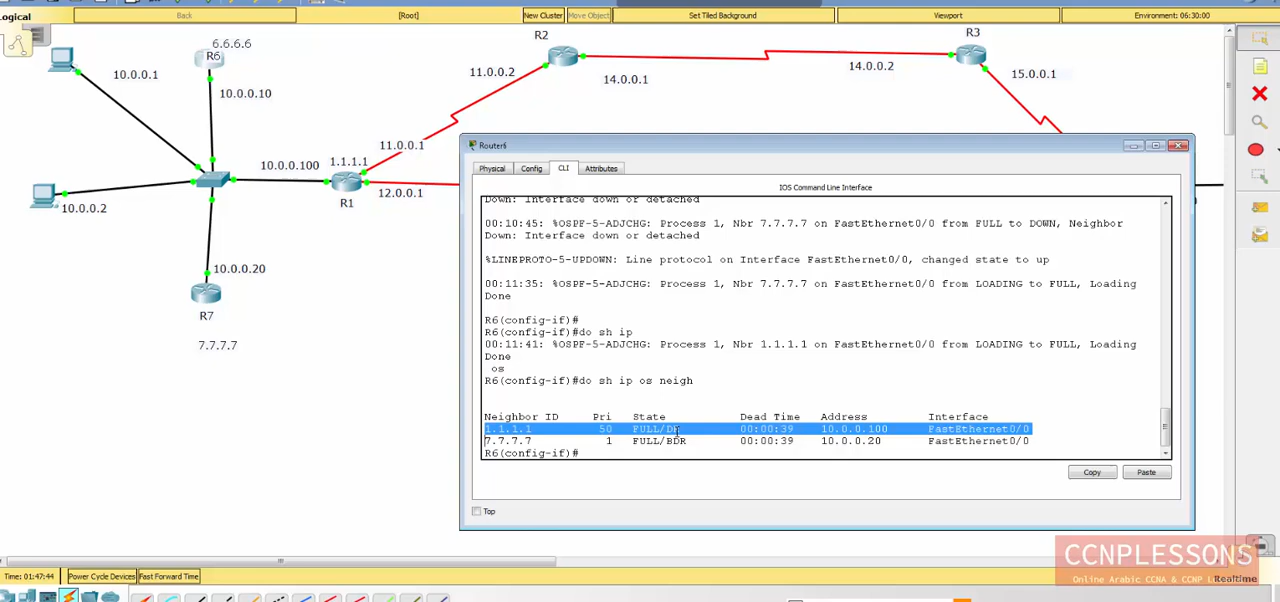 Logical
Back
[Root]
New Cluster
Move Object
Set Tiled Background
Viewport
Environment: 06:30:00
6.6.6.6
R6
10.0.0.1
10.0.0.10
R2
11.0.0.2
14.0.0.1
14.0.0.2
R3
15.0.0.1
11.0.0.1
10.0.0.100
1.1.1.1
12.0.0.1
R1
10.0.0.2
10.0.0.20
R7
7.7.7.7
Router6
Physical
Config
CLI
Attributes
IOS Command Line Interface
Down: Interface down or detached
00:10:45: %OSPF-5-ADJCHG: Process 1, Nbr 7.7.7.7 on FastEthernet0/0 from FULL to DOWN, Neighbor
Down: Interface down or detached
%LINEPROTO-5-UPDOWN: Line protocol on Interface FastEthernet0/0, changed state to up
00:11:35: %OSPF-5-ADJCHG: Process 1, Nbr 7.7.7.7 on FastEthernet0/0 from LOADING to FULL, Loading
Done
R6(config-if)#
R6(config-if)#do sh ip
00:11:41: %OSPF-5-ADJCHG: Process 1, Nbr 1.1.1.1 on FastEthernet0/0 from LOADING to FULL, Loading
Done
os
R6(config-if)#do sh ip os neigh
Neighbor ID Pri State Dead Time Address Interface
1.1.1.1 50 FULL/DR 00:00:39 10.0.0.100 FastEthernet0/0
7.7.7.7 1 FULL/BDR 00:00:39 10.0.0.20 FastEthernet0/0
R6(config-if)#
Copy
Paste
Top
CCNPLESSONS
Online Arabic CCNA & CCNP
Time: 01:47:44
Power Cycle Devices
Fast Forward Time
Realtime